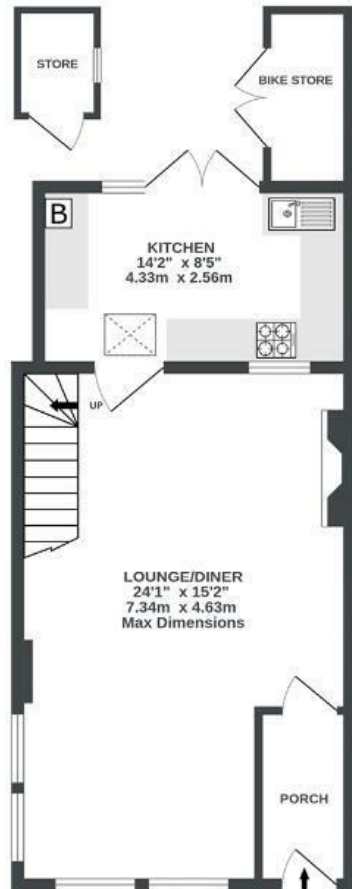 STORE
BIKE STORE
B
KITCHEN
14'2" x 8'5"
4.33m x 2.56m
UP
LOUNGE/DINER
24'1" x 15'2"
7.34m x 4.63m
Max Dimensions
PORCH